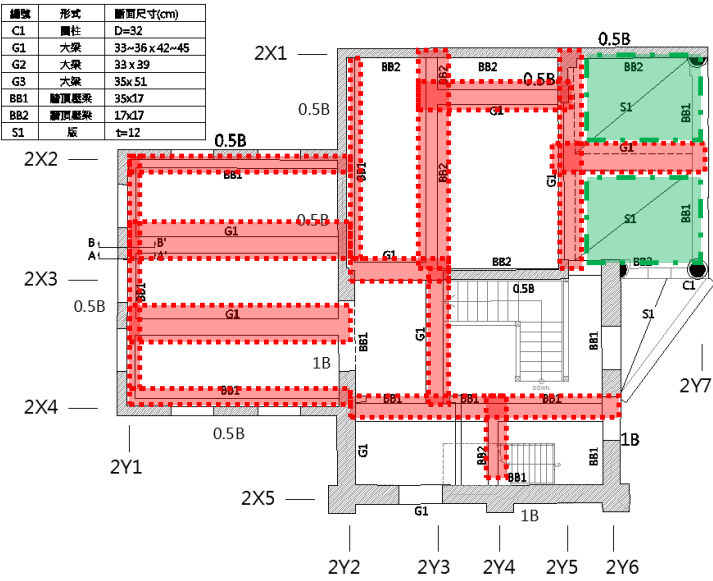 編號 形式 斷面尺寸(cm)
C1 圓柱 D=32
G1 大梁 33~36 x 42~45
G2 大梁 33 x 39
G3 大梁 35x 51
BB1 牆頂壓梁 35x17
BB2 牆頂壓梁 17x17
S1 版 t=12
0.5B
2X1
BB2 BB2 BB2
BB2
0.5B
0.5B
S1 BB1
G1
2X2
0.5B
BB1
BB1
BB2
G1
G1
0.5B
G1
S1 BB1
B B'
A A'
G1
BB2
BB2
2X3
BB1
0.5B
C1
0.5B
G1
S1
BB1
G1
BB1
1B
2Y7
DOWN
BB1
BB1 BB1 BB1
2X4
0.5B
1B
G1
BB2
BB1
BB1
2Y1
2X5
G1
1B
2Y2 2Y3 2Y4 2Y5 2Y6